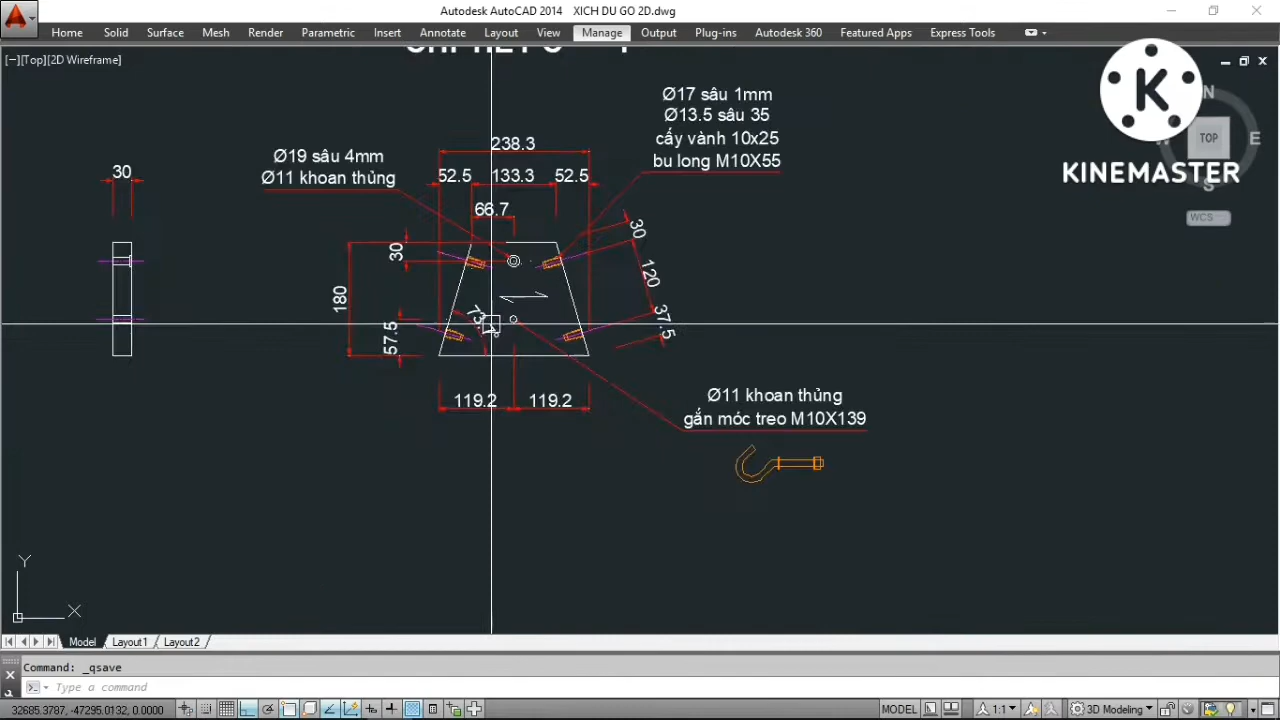 Autodesk AutoCAD 2014 XICH DU GO 2D.dwg
Home Solid Surface Mesh Render Parametric Insert Annotate Layout View Manage Output Plug-ins Autodesk 360 Featured Apps Express Tools
[−][Top][2D Wireframe]
N
TOP
E
S
WCS
KINEMASTER
Ø17 sâu 1mm
Ø13.5 sâu 35
cấy vành 10x25
bu long M10X55
Ø19 sâu 4mm
Ø11 khoan thủng
238.3
52.5 133.3 52.5
66.7
30
30
180
57.5
30
120
37.5
119.2 119.2
Ø11 khoan thủng
gắn móc treo M10X139
Y
X
Model Layout1 Layout2
Command: _qsave
Type a command
32685.3787, -47295.0132, 0.0000
MODEL
1:1
3D Modeling